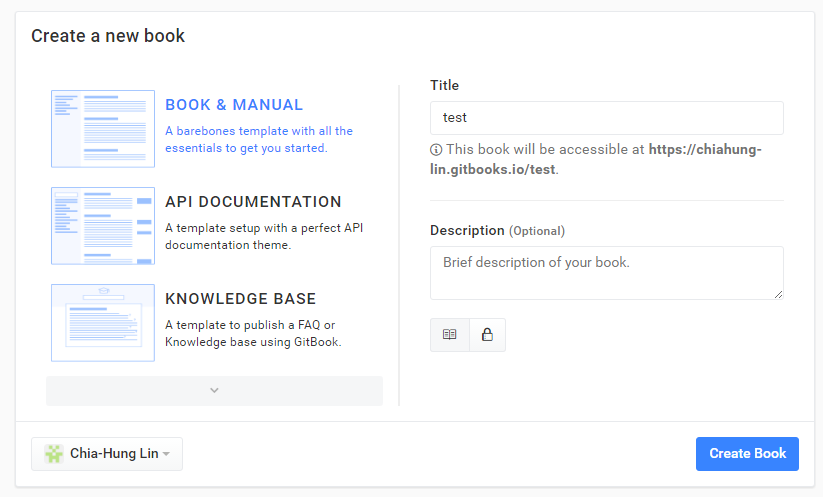 Create a new book
BOOK & MANUAL
A barebones template with all the
essentials to get you started.
API DOCUMENTATION
A template setup with a perfect API
documentation theme.
KNOWLEDGE BASE
A template to publish a FAQ or
Knowledge base using GitBook.
Title
test
This book will be accessible at https://chiahung-
lin.gitbooks.io/test.
Description (Optional)
Brief description of your book.
Chia-Hung Lin
Create Book